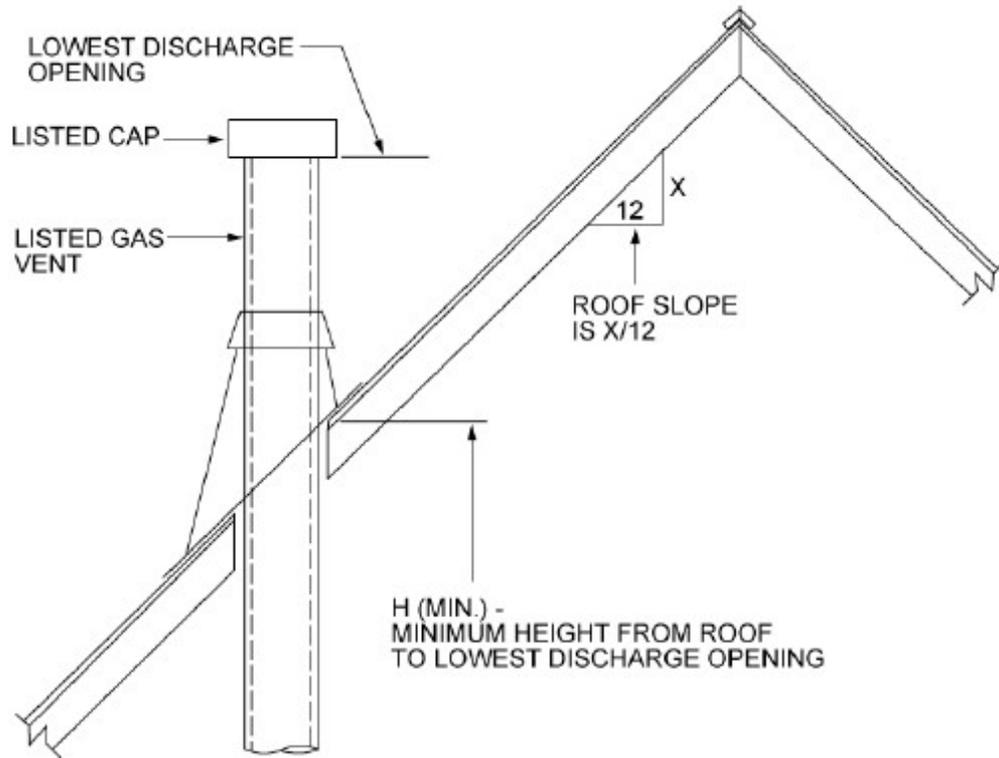 LOWEST DISCHARGE
OPENING
LISTED CAP
LISTED GAS
VENT
X
12
ROOF SLOPE
IS X/12
H (MIN.) -
MINIMUM HEIGHT FROM ROOF
TO LOWEST DISCHARGE OPENING